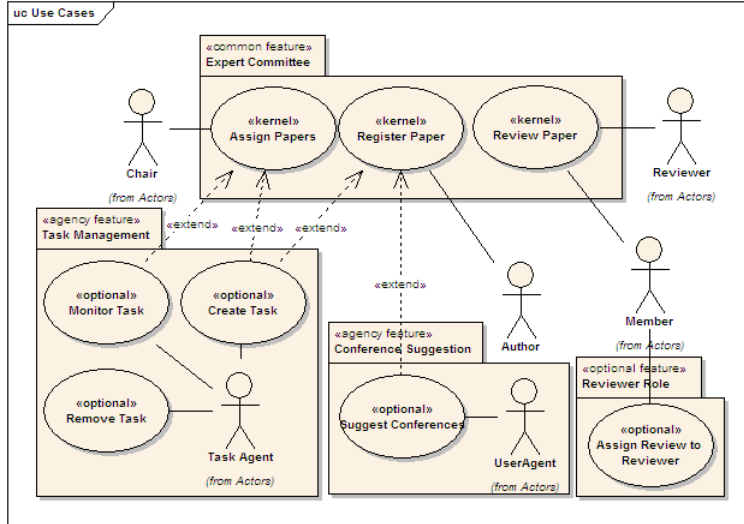 uc Use Cases
«common feature»
Expert Committee
«kernel»
Assign Papers
«kernel»
Register Paper
«kernel»
Review Paper
Chair
(from Actors)
Reviewer
(from Actors)
«extend»
«extend»
«extend»
«extend»
«agency feature»
Task Management
«optional»
Monitor Task
«optional»
Create Task
«optional»
Remove Task
Task Agent
(from Actors)
Author
(from Actors)
«agency feature»
Conference Suggestion
«optional»
Suggest Conferences
UserAgent
(from Actors)
Member
(from Actors)
«optional feature»
Reviewer Role
«optional»
Assign Review to
Reviewer